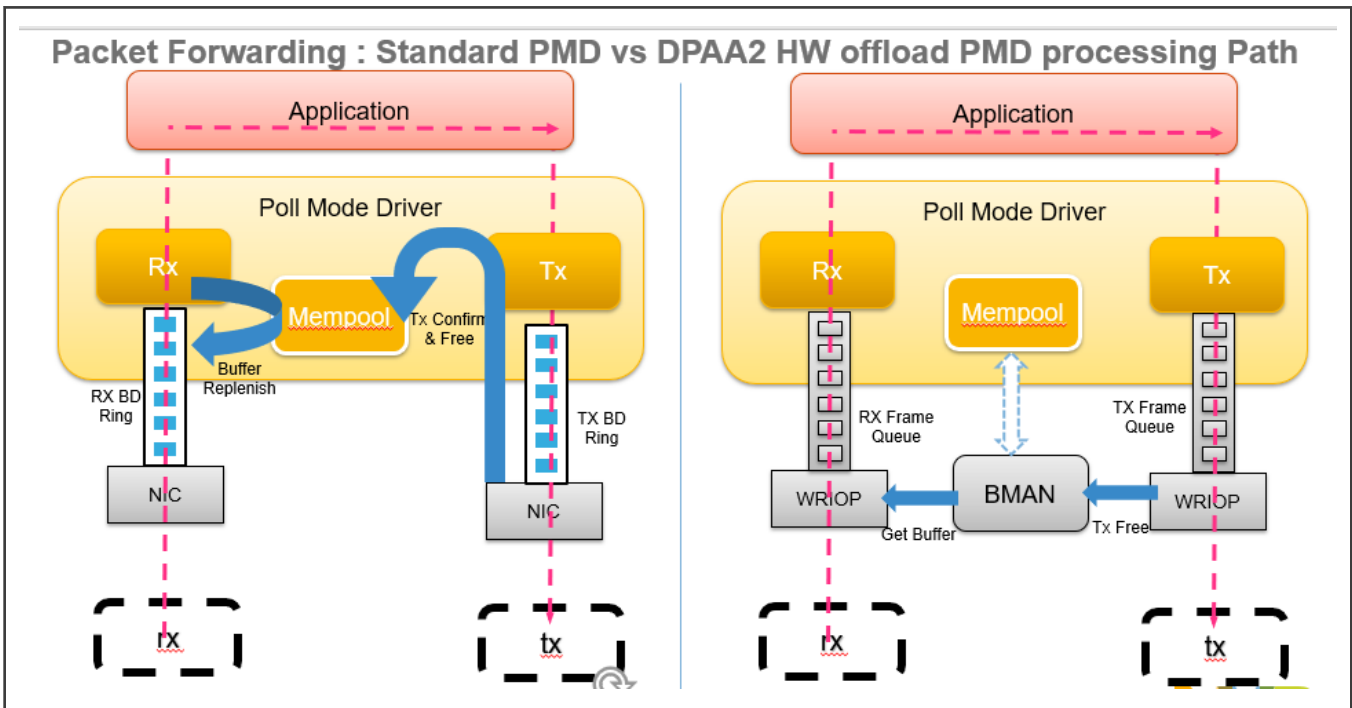 Packet Forwarding : Standard PMD vs DPAA2 HW offload PMD processing Path
Application
Poll Mode Driver
Rx
Mempool
Tx
Tx Confirm
& Free
Buffer
Replenish
RX BD
Ring
TX BD
Ring
NIC
NIC
rx
tx
Application
Poll Mode Driver
Rx
Tx
Mempool
RX Frame
Queue
TX Frame
Queue
WRIOP
BMAN
WRIOP
Get Buffer
Tx Free
rx
tx